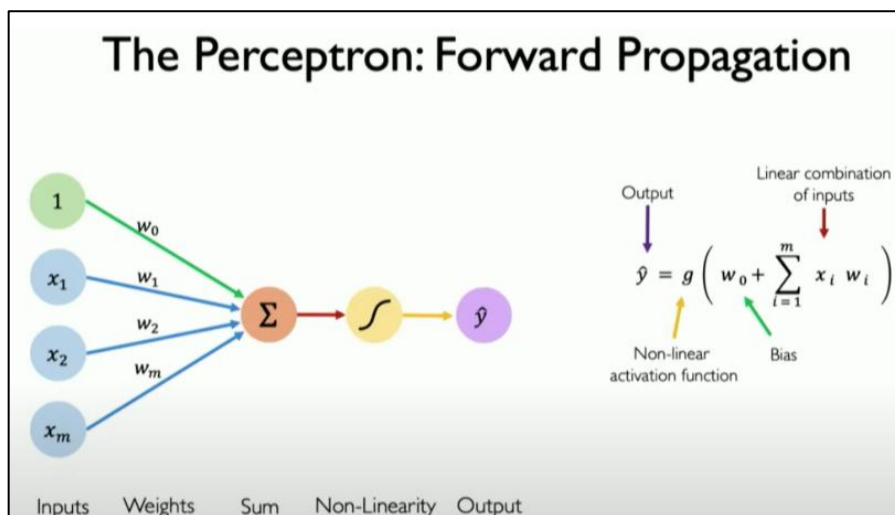 The Perceptron: Forward Propagation
1
w₀
x₁
w₁
x₂
w₂
xₘ
wₘ
Σ
∫
ŷ
Inputs Weights Sum Non-Linearity Output
Output
Linear combination
of inputs
ŷ = g ( w₀ + ∑ᵢ₌₁ᵐ xᵢ wᵢ )
Non-linear
activation function
Bias